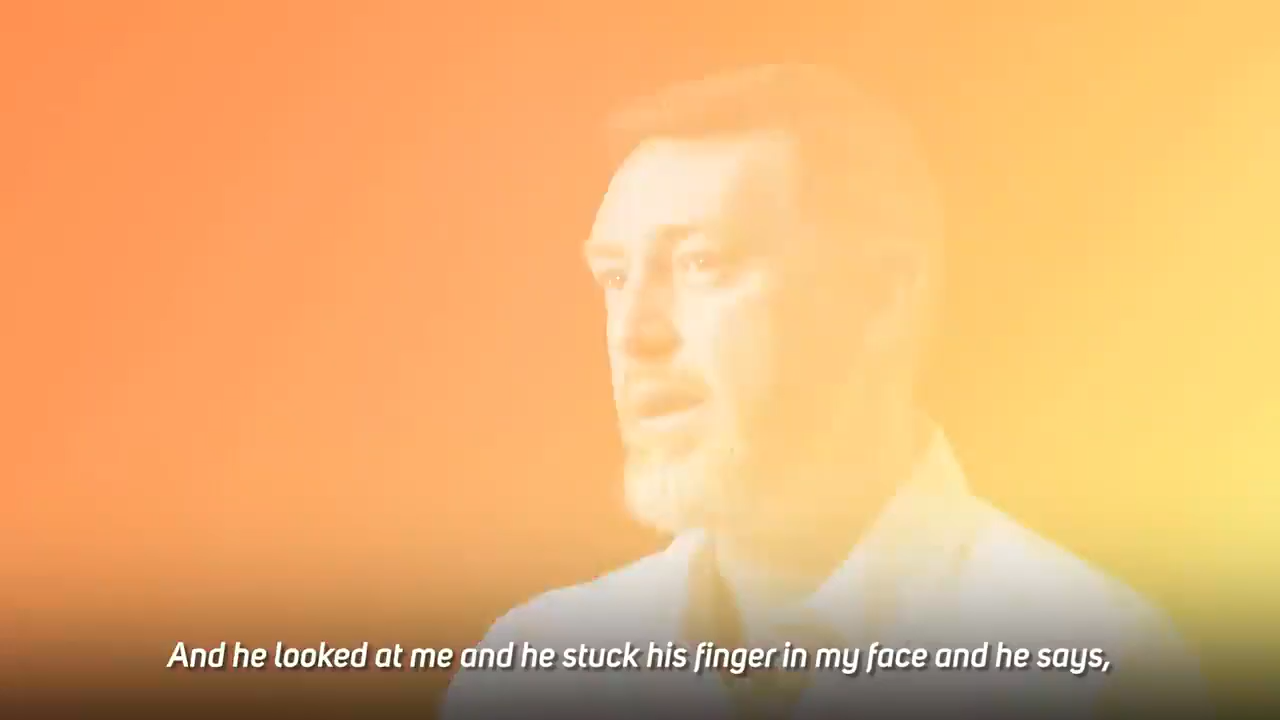 And he looked at me and he stuck his finger in my face and he says,